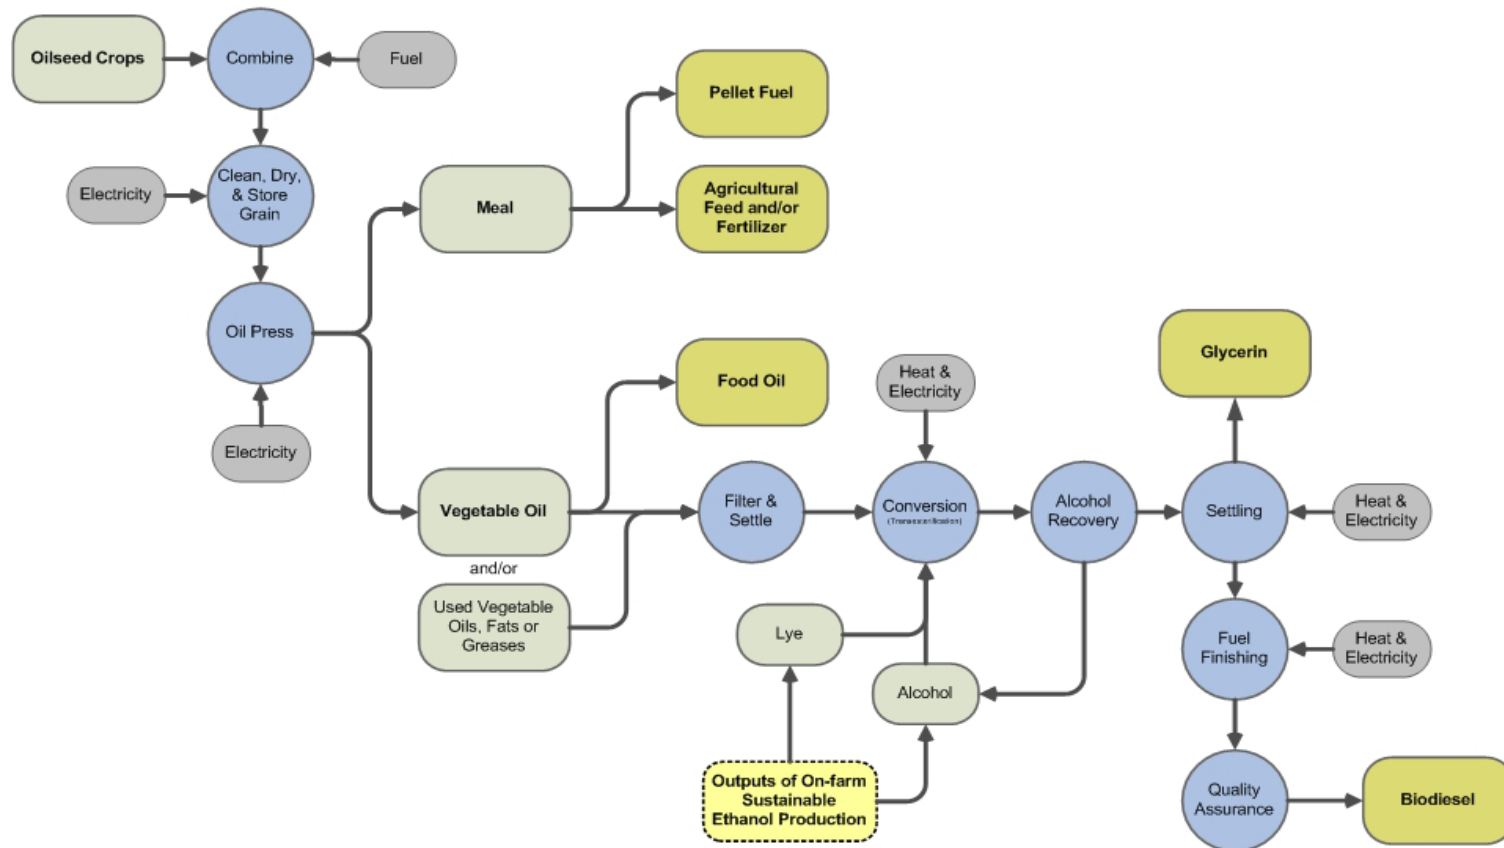 Oilseed Crops
Combine
Fuel
Pellet Fuel
Electricity
Clean, Dry,
& Store
Grain
Meal
Agricultural
Feed and/or
Fertilizer
Oil Press
Electricity
Food Oil
Heat &
Electricity
Glycerin
Vegetable Oil
Filter &
Settle
Conversion
(Transesterification)
Alcohol
Recovery
Settling
Heat &
Electricity
and/or
Used Vegetable
Oils, Fats or
Greases
Lye
Alcohol
Fuel
Finishing
Heat &
Electricity
Outputs of On-farm
Sustainable
Ethanol Production
Quality
Assurance
Biodiesel